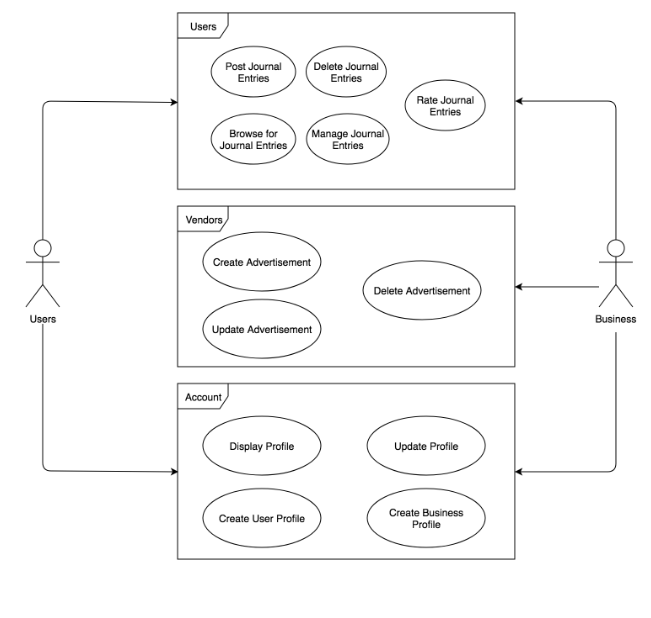 Users
Post Journal
Entries
Delete Journal
Entries
Rate Journal
Entries
Browse for
Journal Entries
Manage Journal
Entries
Vendors
Create Advertisement
Delete Advertisement
Update Advertisement
Users
Business
Account
Display Profile
Update Profile
Create User Profile
Create Business
Profile